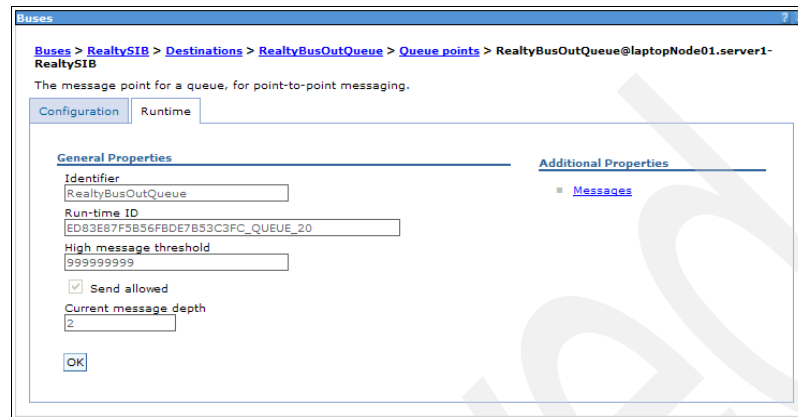 Buses ?
Buses > RealtySIB > Destinations > RealtyBusOutQueue > Queue points > RealtyBusOutQueue@laptopNode01.server1-
RealtySIB
The message point for a queue, for point-to-point messaging.
Configuration Runtime
General Properties
Identifier
RealtyBusOutQueue
Run-time ID
ED83E87F5B56FBDE7B53C3FC_QUEUE_20
High message threshold
999999999
Send allowed
Current message depth
2
OK
Additional Properties
Messages